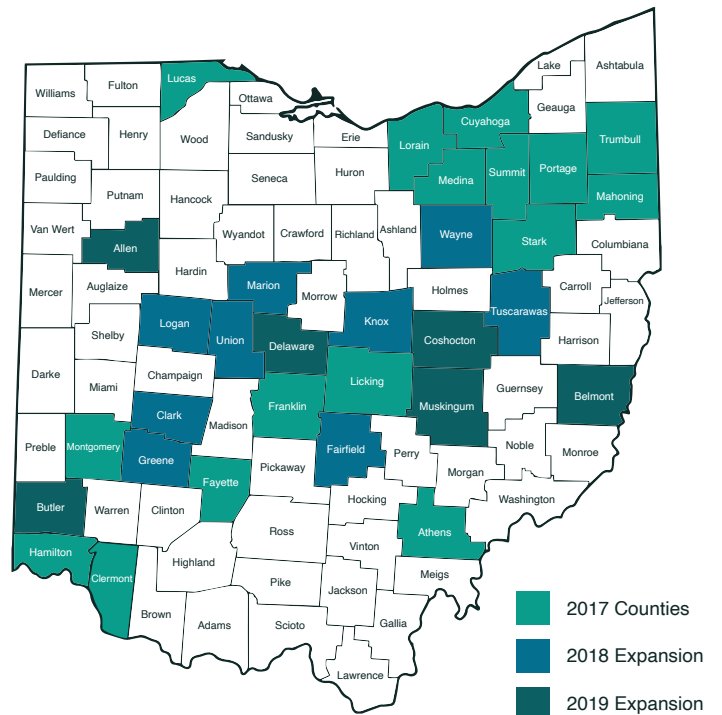 Lake
Ashtabula
Lucas
Fulton
Williams
Ottawa
Geauga
Cuyahoga
Defiance
Henry
Wood
Sandusky
Erie
Lorain
Trumbull
Portage
Summit
Huron
Paulding
Seneca
Medina
Putnam
Hancock
Mahoning
Van Wert
Wyandot
Crawford
Richland
Ashland
Wayne
Stark
Columbiana
Allen
Hardin
Marion
Morrow
Holmes
Carroll
Mercer
Auglaize
Jefferson
Tuscarawas
Logan
Union
Knox
Coshocton
Harrison
Shelby
Delaware
Darke
Miami
Champaign
Licking
Guernsey
Belmont
Franklin
Muskingum
Clark
Madison
Preble
Montgomery
Fairfield
Perry
Noble
Monroe
Greene
Pickaway
Morgan
Fayette
Hocking
Washington
Butler
Warren
Clinton
Ross
Athens
Vinton
Hamilton
Highland
Clermont
Pike
Jackson
Meigs
Brown
Adams
Scioto
Gallia
Lawrence
2017 Counties
2018 Expansion
2019 Expansion